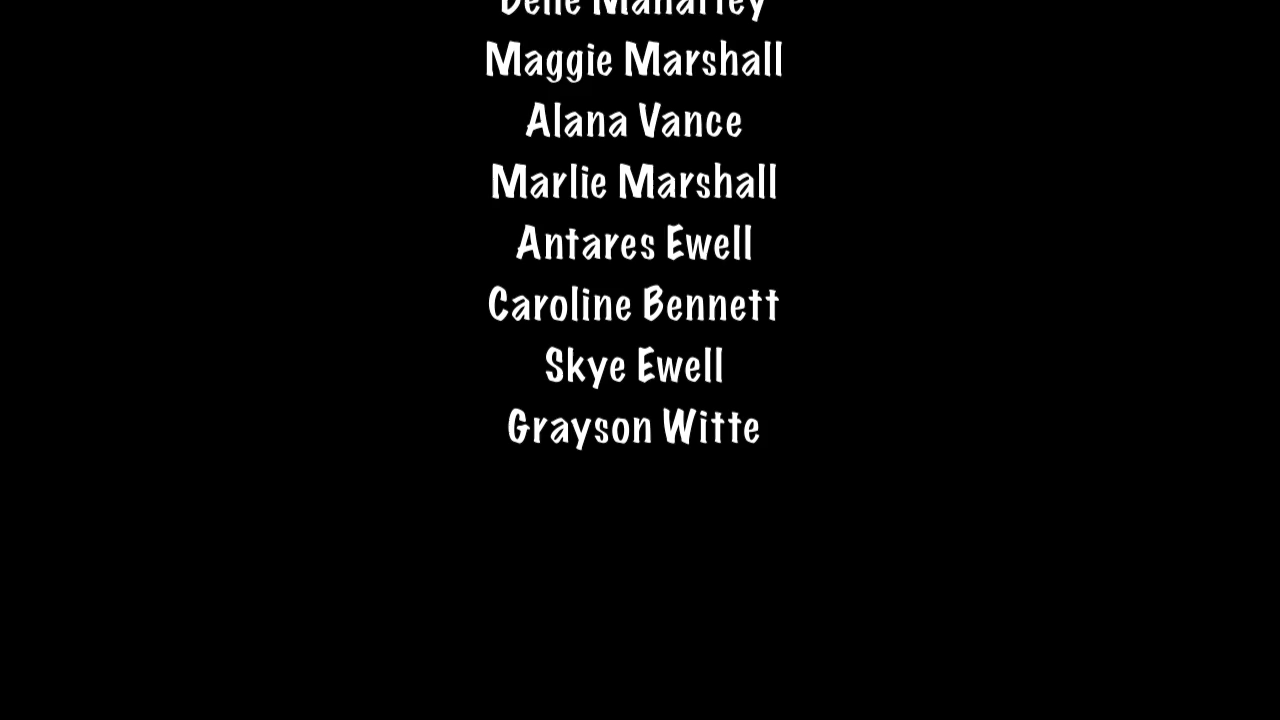 Maggie Marshall
Alana Vance
Marlie Marshall
Antares Ewell
Caroline Bennett
Skye Ewell
Grayson Witte